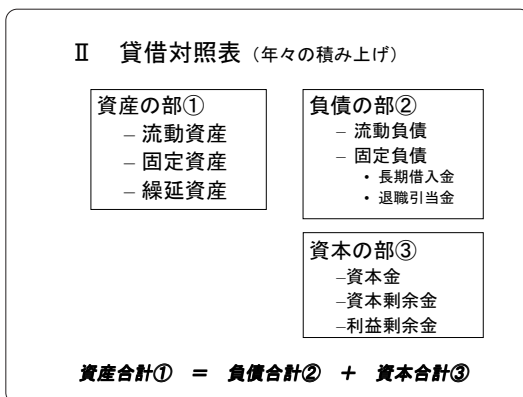 Ⅱ 貸借対照表（年々の積み上げ）
資産の部①
– 流動資産
– 固定資産
– 繰延資産
負債の部②
– 流動負債
– 固定負債
• 長期借入金
• 退職引当金
資本の部③
–資本金
–資本剰余金
–利益剰余金
資産合計① ＝ 負債合計② ＋ 資本合計③